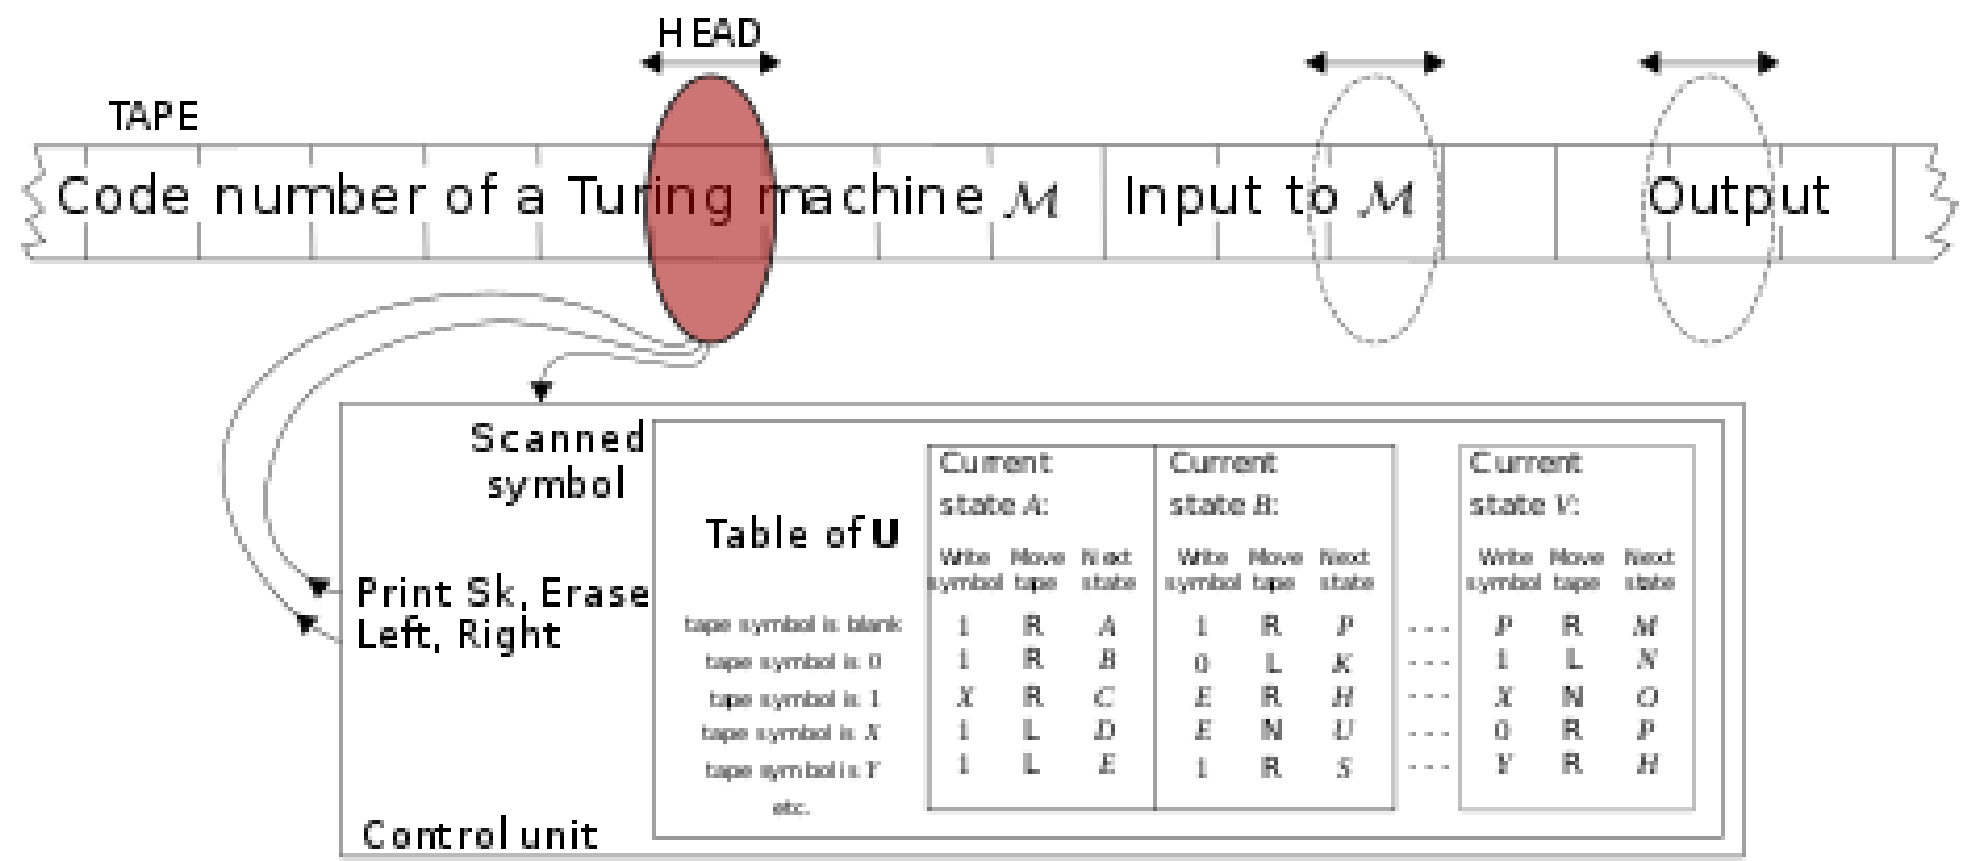 HEAD
TAPE
Code number of a Turing machine ℳ Input to ℳ Output
Scanned
symbol
Print Sk, Erase
Left, Right
Control unit
Table of U
Current Current Current
state A: state B: state V:
Write Move Next Write Move Next Write Move Next
symbol tape state symbol tape state symbol tape state
tape symbol is blank 1 R A 1 R P - - - P R M
tape symbol is 0 1 R B 0 L K - - - 1 L N
tape symbol is 1 X R C E R H - - - X N O
tape symbol is X 1 L D E N U - - - 0 R P
tape symbol is Y 1 L E 1 R S - - - Y R H
etc.